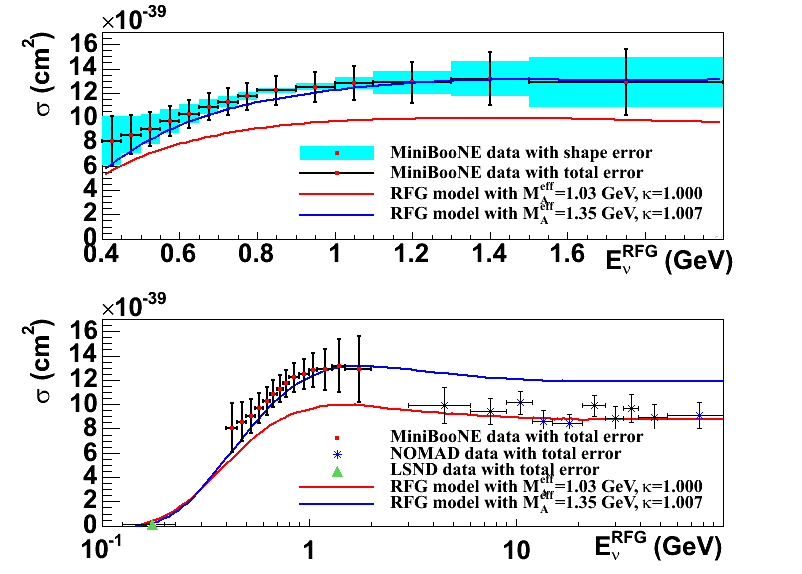 ×10⁻³⁹
σ (cm²)
16
14
12
10
8
6
4
2
0
MiniBooNE data with shape error
MiniBooNE data with total error
RFG model with M_A^eff=1.03 GeV, κ=1.000
RFG model with M_A^eff=1.35 GeV, κ=1.007
0.4 0.6 0.8 1 1.2 1.4 1.6
E_ν^RFG (GeV)
×10⁻³⁹
σ (cm²)
16
14
12
10
8
6
4
2
0
MiniBooNE data with total error
NOMAD data with total error
LSND data with total error
RFG model with M_A^eff=1.03 GeV, κ=1.000
RFG model with M_A^eff=1.35 GeV, κ=1.007
10⁻¹ 1 10
E_ν^RFG (GeV)